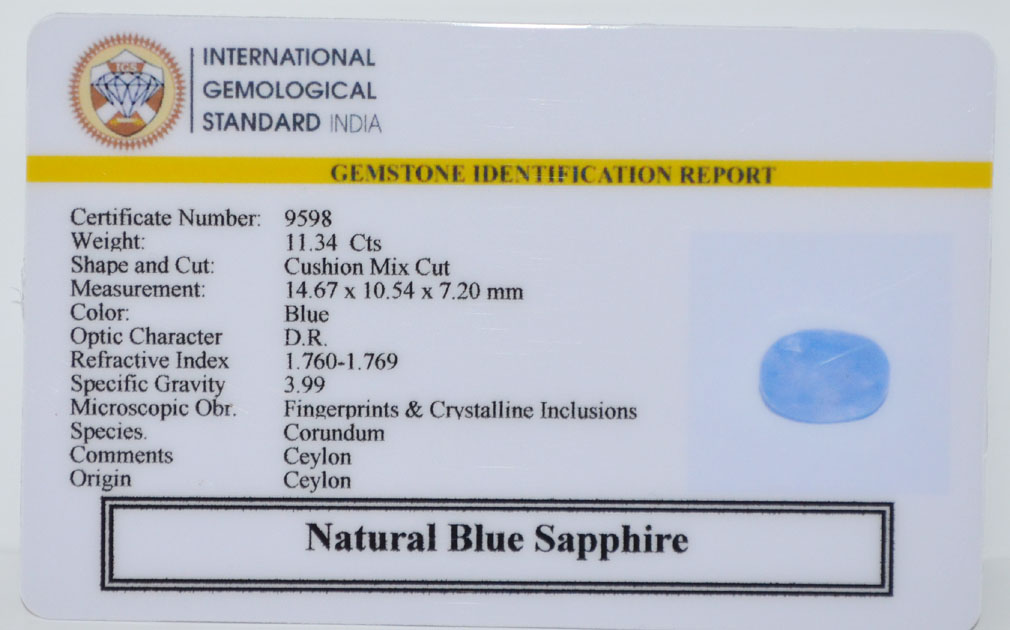 IGS
INTERNATIONAL
GEMOLOGICAL
STANDARD INDIA
GEMSTONE IDENTIFICATION REPORT
Certificate Number: 9598
Weight: 11.34 Cts
Shape and Cut: Cushion Mix Cut
Measurement: 14.67 x 10.54 x 7.20 mm
Color: Blue
Optic Character D.R.
Refractive Index 1.760-1.769
Specific Gravity 3.99
Microscopic Obr. Fingerprints & Crystalline Inclusions
Species. Corundum
Comments Ceylon
Origin Ceylon
Natural Blue Sapphire